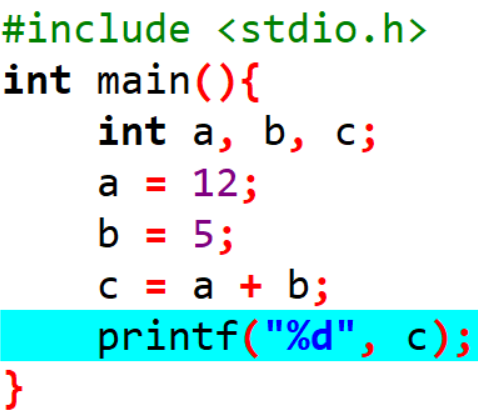 #include <stdio.h>
int main(){
    int a, b, c;
    a = 12;
    b = 5;
    c = a + b;
    printf("%d", c);
}